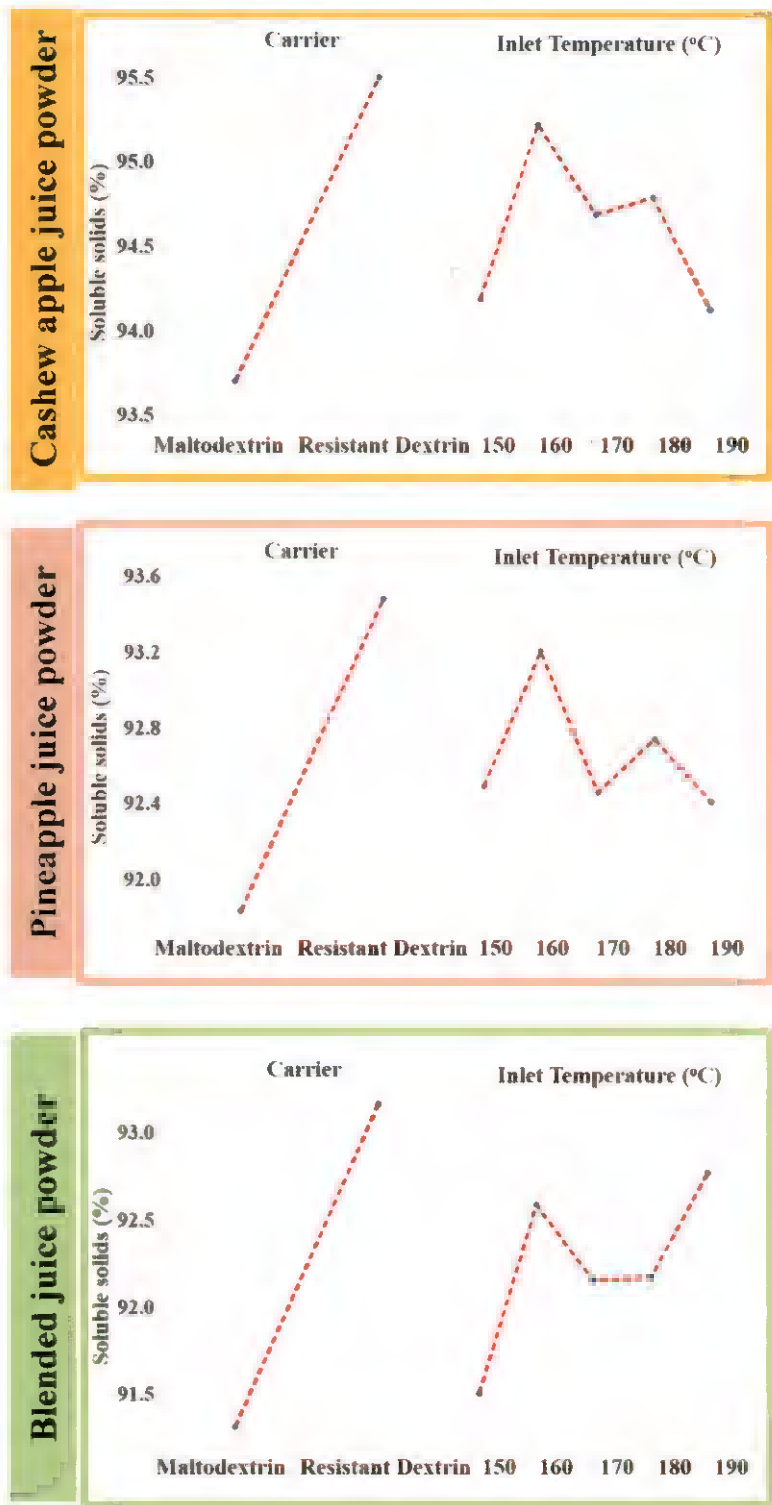 Cashew apple juice powder
Carrier
Inlet Temperature (°C)
Soluble solids (%)
95.5
95.0
94.5
94.0
93.5
Maltodextrin Resistant Dextrin 150 160 170 180 190
Pineapple juice powder
Carrier
Inlet Temperature (°C)
Soluble solids (%)
93.6
93.2
92.8
92.4
92.0
Maltodextrin Resistant Dextrin 150 160 170 180 190
Blended juice powder
Carrier
Inlet Temperature (°C)
Soluble solids (%)
93.0
92.5
92.0
91.5
Maltodextrin Resistant Dextrin 150 160 170 180 190